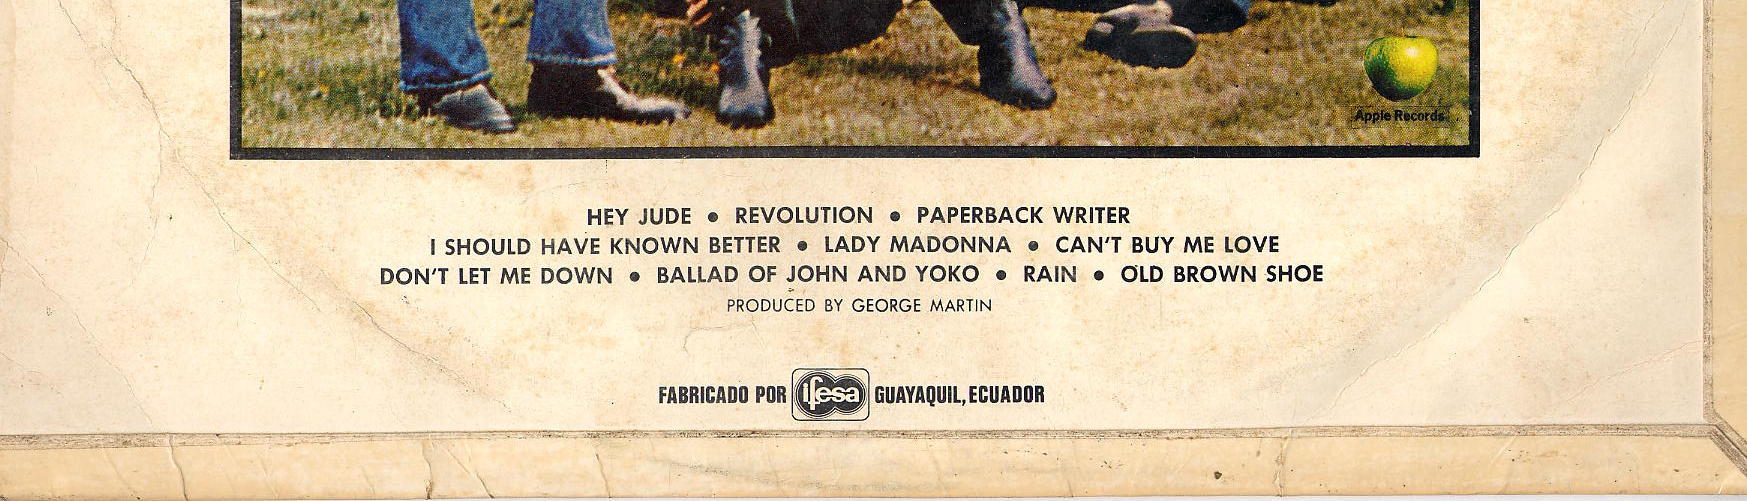 Apple Records
HEY JUDE • REVOLUTION • PAPERBACK WRITER
I SHOULD HAVE KNOWN BETTER • LADY MADONNA • CAN'T BUY ME LOVE
DON'T LET ME DOWN • BALLAD OF JOHN AND YOKO • RAIN • OLD BROWN SHOE
PRODUCED BY GEORGE MARTIN
FABRICADO POR ifesa GUAYAQUIL, ECUADOR